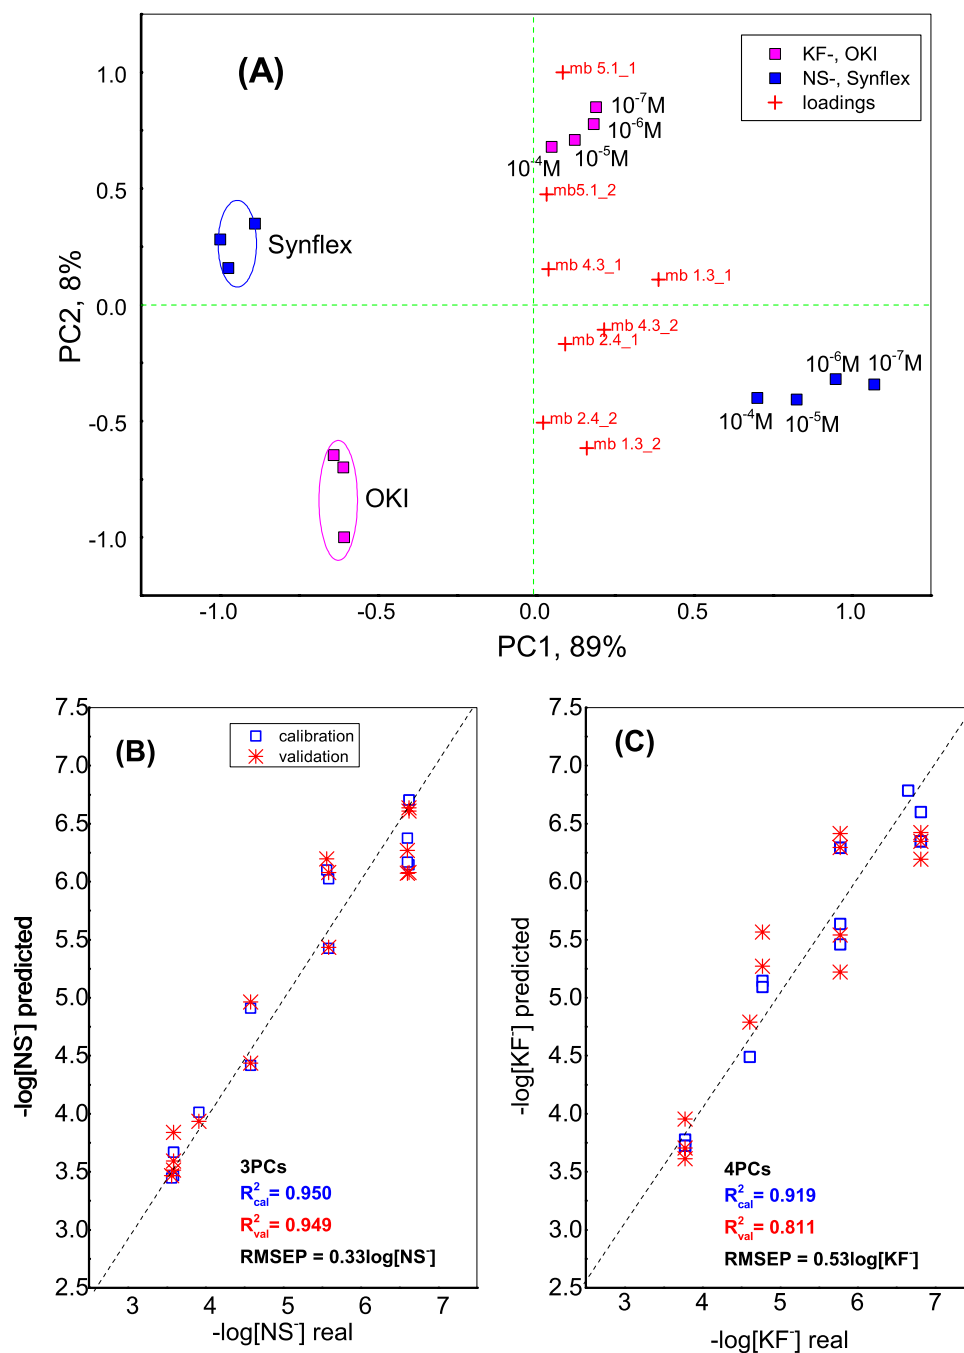 (A)
KF-, OKI
NS-, Synflex
loadings
mb 5.1_1
10⁻⁷M
10⁻⁶M
10⁻⁵M
10⁻⁴M
mb5.1_2
Synflex
mb 4.3_1
mb 1.3_1
mb 4.3_2
mb 2.4_1
10⁻⁶M
10⁻⁷M
10⁻⁴M
10⁻⁵M
mb 2.4_2
mb 1.3_2
OKI
1.0
0.5
0.0
-0.5
-1.0
PC2, 8%
-1.0 -0.5 0.0 0.5 1.0
PC1, 89%
(B)
calibration
validation
7.5
7.0
6.5
6.0
5.5
5.0
4.5
4.0
3.5
3.0
2.5
-log[NS⁻] predicted
3PCs
R²cal= 0.950
R²val= 0.949
RMSEP = 0.33log[NS⁻]
3 4 5 6 7
-log[NS⁻] real
(C)
7.5
7.0
6.5
6.0
5.5
5.0
4.5
4.0
3.5
3.0
2.5
-log[KF⁻] predicted
4PCs
R²cal= 0.919
R²val= 0.811
RMSEP = 0.53log[KF⁻]
3 4 5 6 7
-log[KF⁻] real